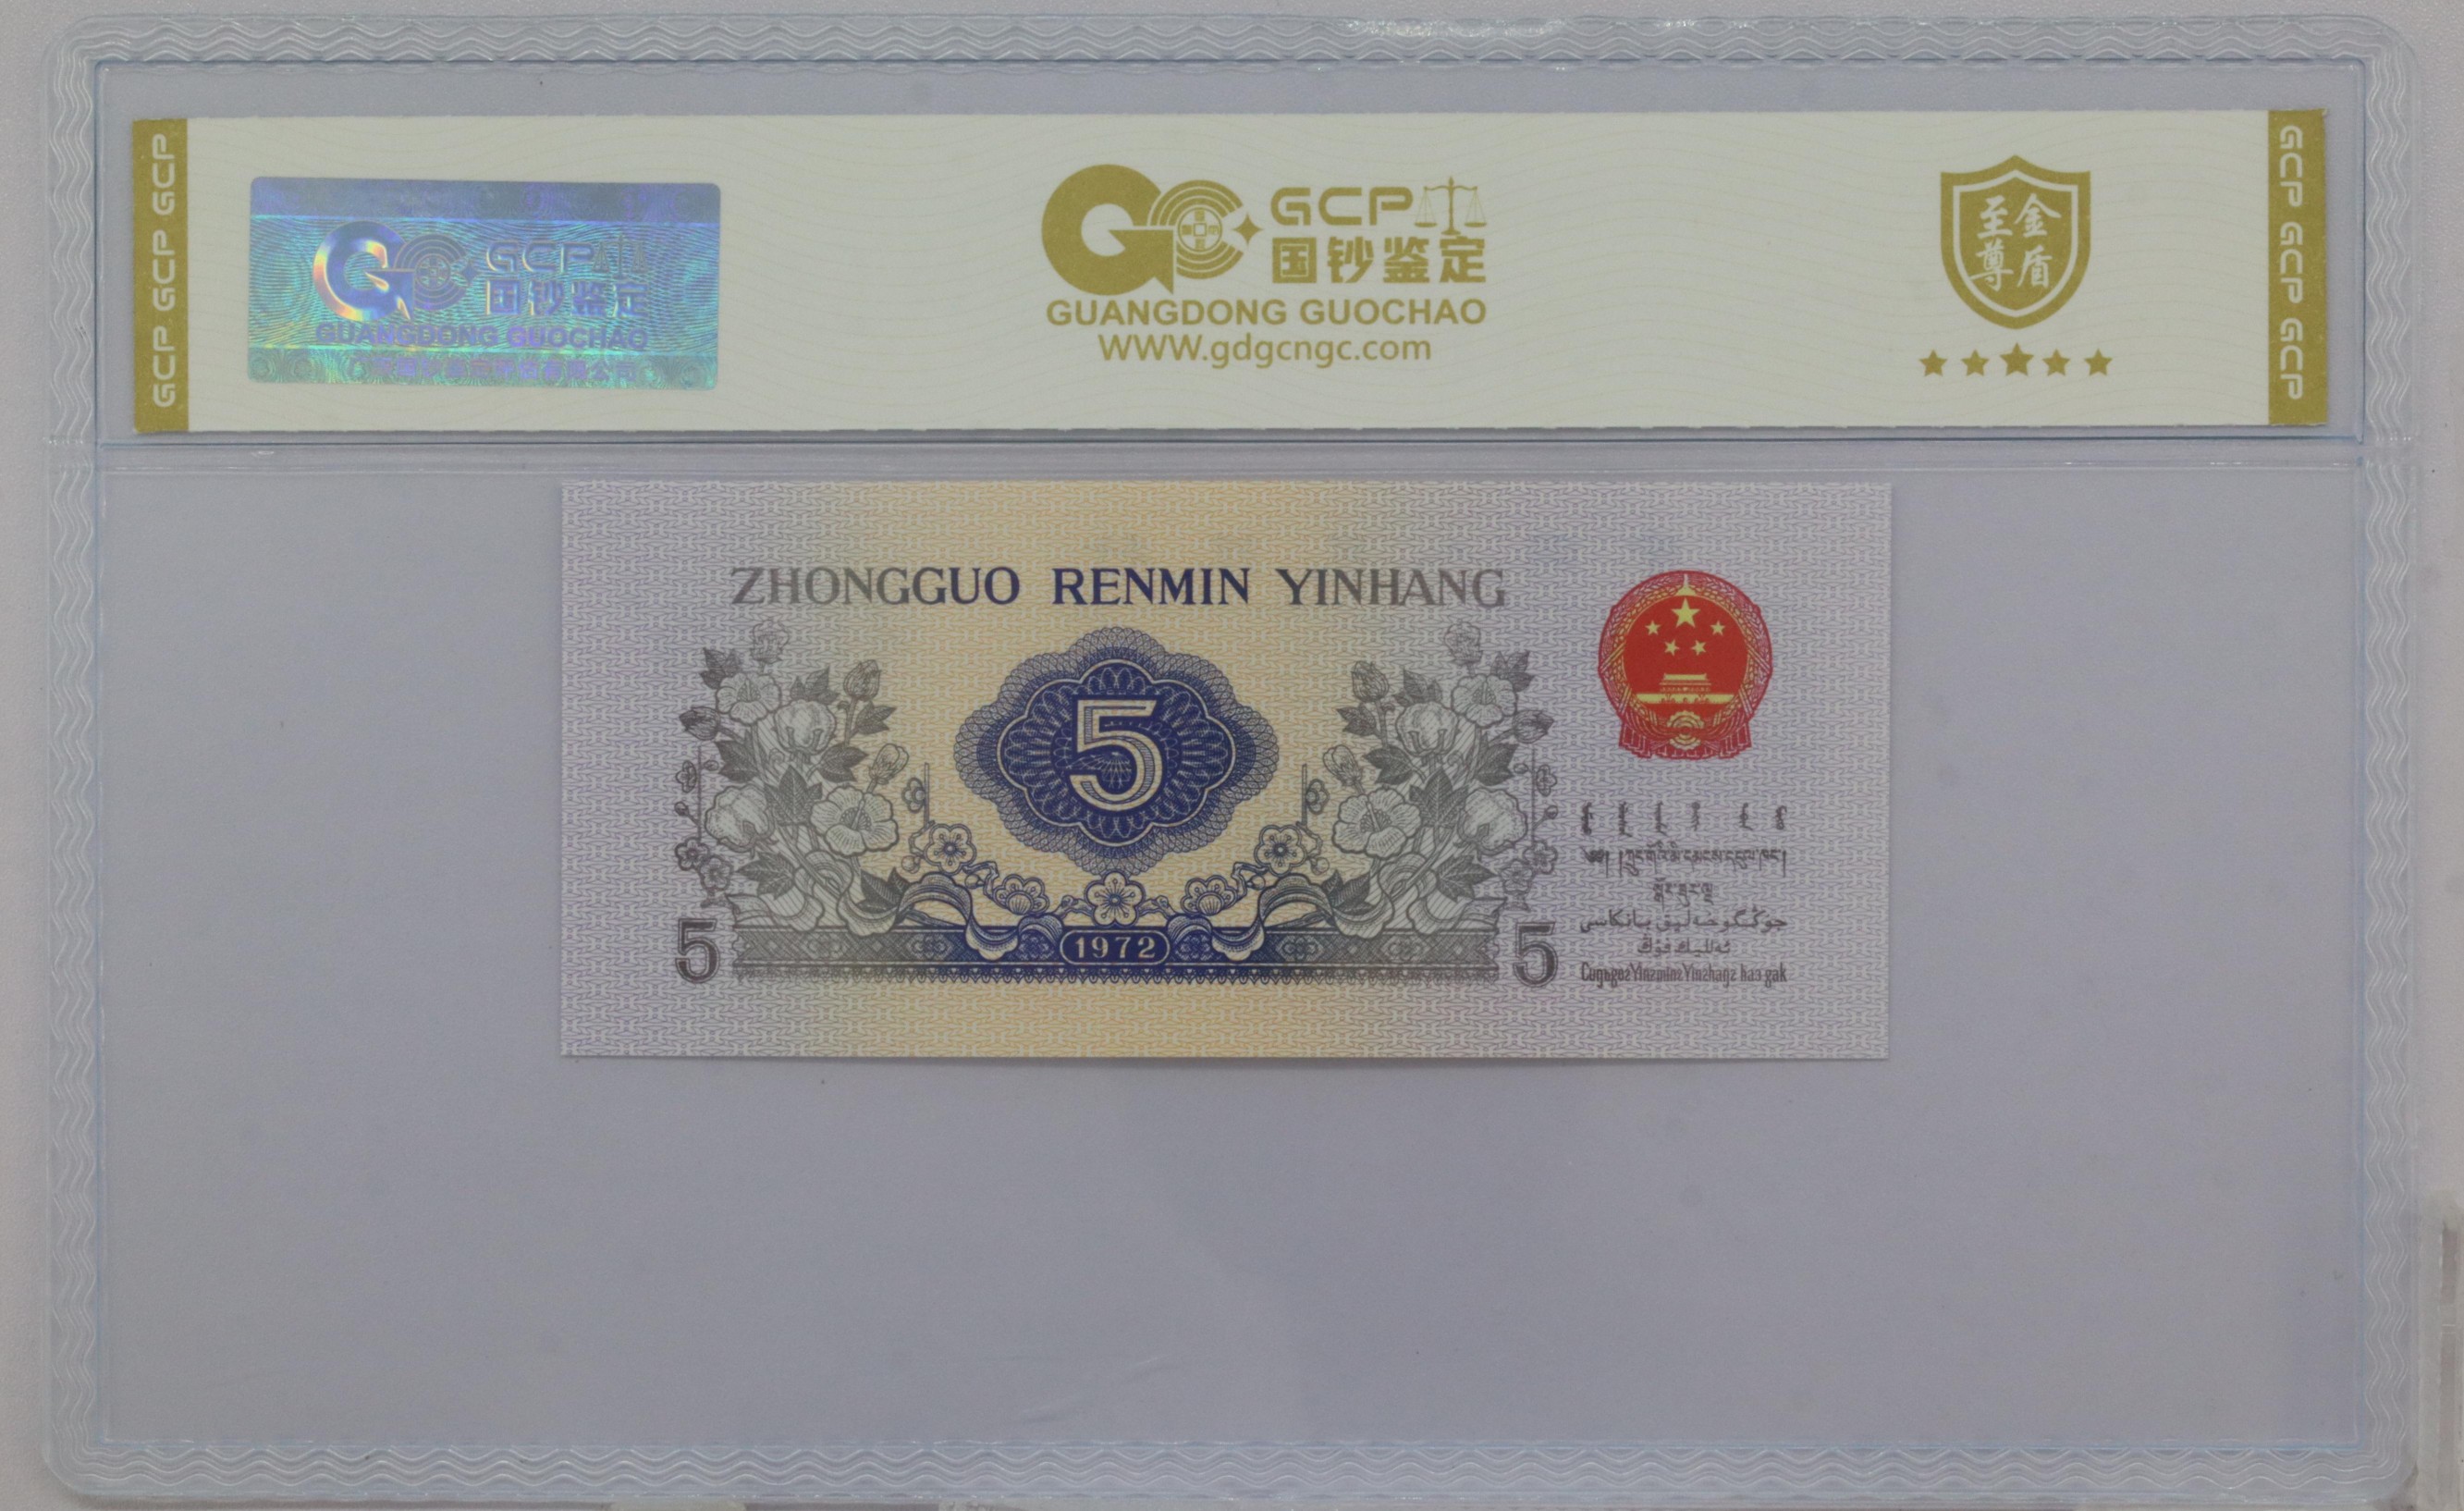 GCP GCP GCP
GCP
国钞鉴定
GUANGDONG GUOCHAO
GCP
国钞鉴定
GUANGDONG GUOCHAO
www.gdgcngc.com
至尊
金盾
GCP GCP GCP
ZHONGGUO RENMIN YINHANG
5
1972
5
5